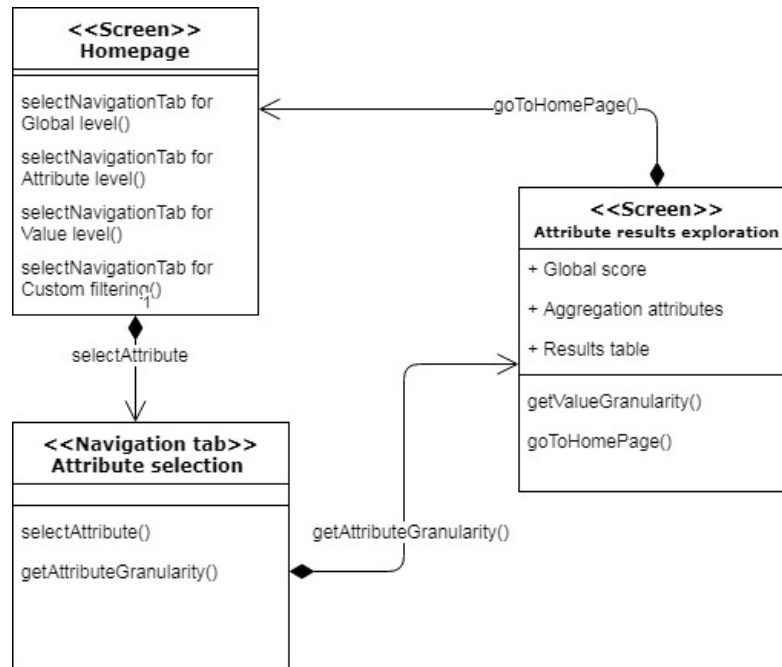 <<Screen>>
Homepage
selectNavigationTab for
Global level()
selectNavigationTab for
Attribute level()
selectNavigationTab for
Value level()
selectNavigationTab for
Custom filtering()
1
selectAttribute
<<Navigation tab>>
Attribute selection
selectAttribute()
getAttributeGranularity()
getAttributeGranularity()
goToHomePage()
<<Screen>>
Attribute results exploration
+ Global score
+ Aggregation attributes
+ Results table
getValueGranularity()
goToHomePage()